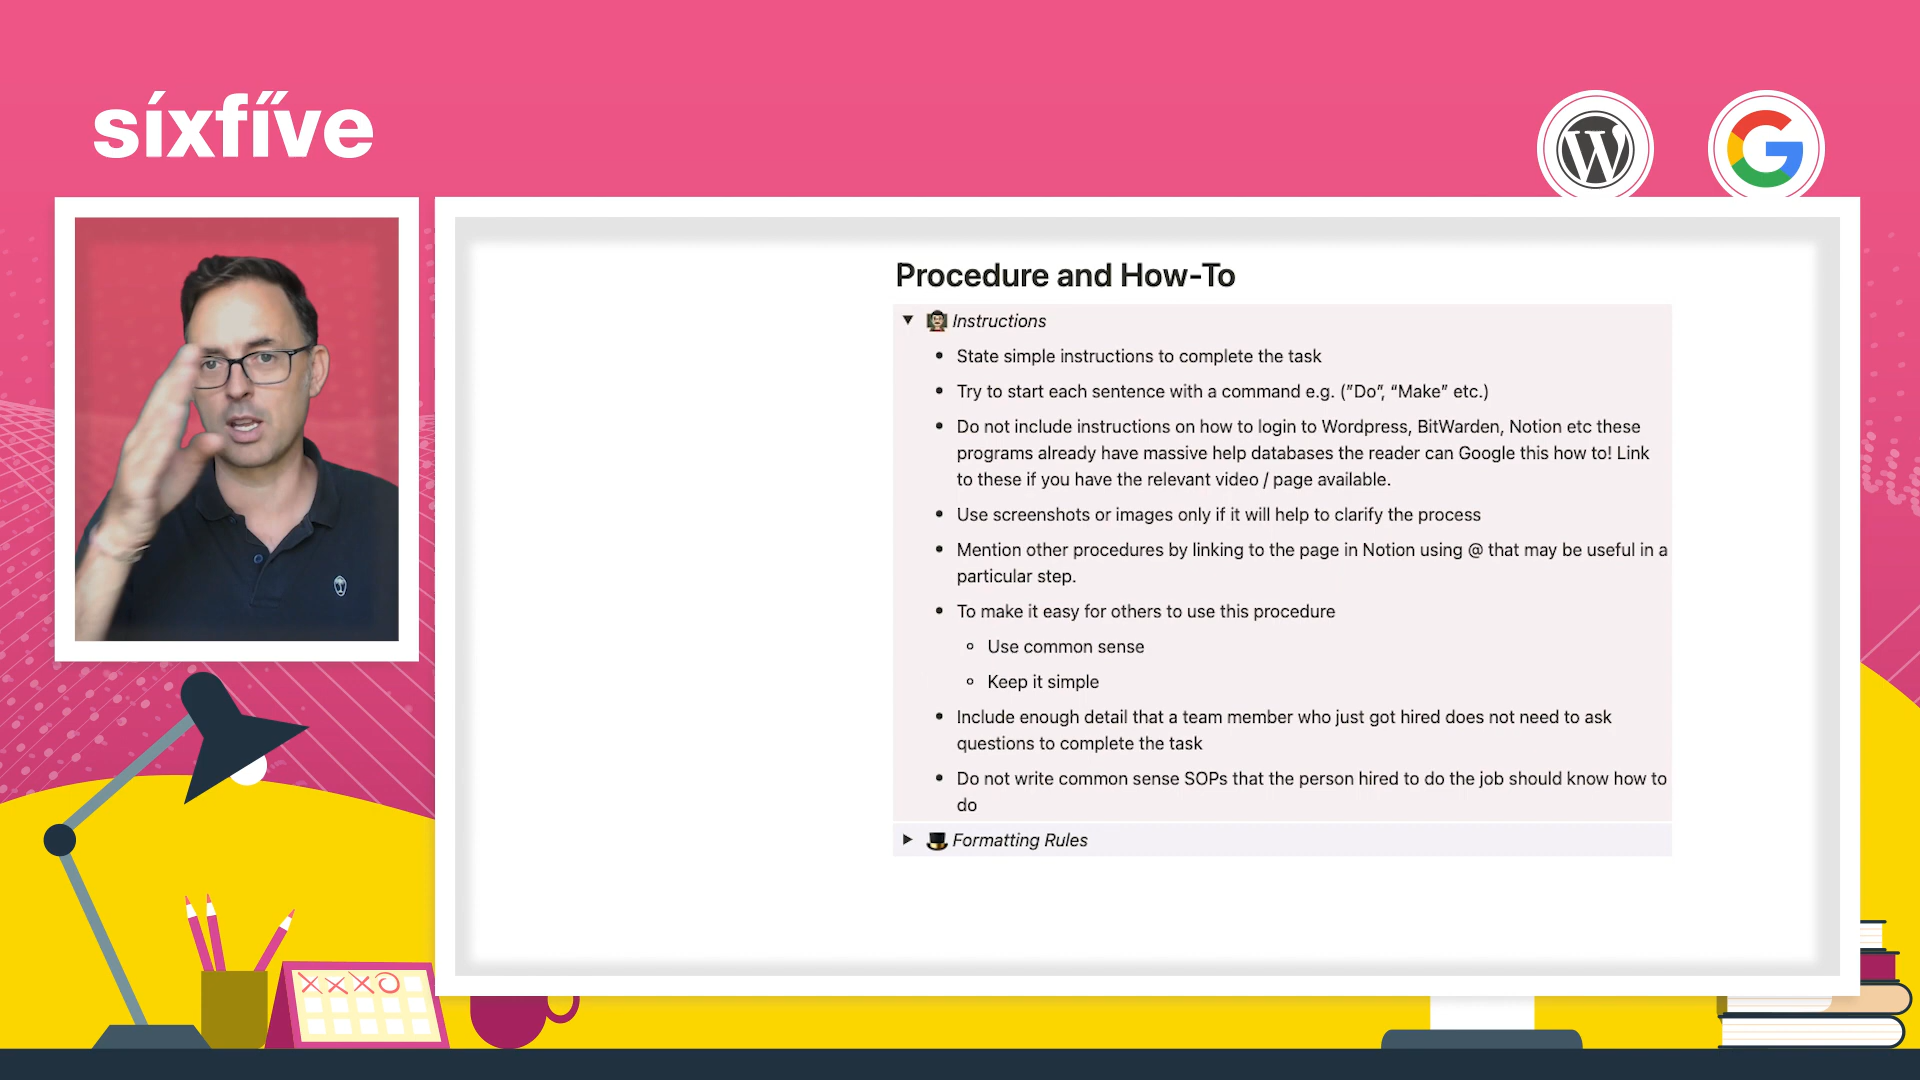 síxfíve
Procedure and How-To
Instructions
State simple instructions to complete the task
Try to start each sentence with a command e.g. (”Do”, “Make” etc.)
Do not include instructions on how to login to Wordpress, BitWarden, Notion etc these
programs already have massive help databases the reader can Google this how to! Link
to these if you have the relevant video / page available.
Use screenshots or images only if it will help to clarify the process
Mention other procedures by linking to the page in Notion using @ that may be useful in a
particular step.
To make it easy for others to use this procedure
Use common sense
Keep it simple
Include enough detail that a team member who just got hired does not need to ask
questions to complete the task
Do not write common sense SOPs that the person hired to do the job should know how to
do
Formatting Rules